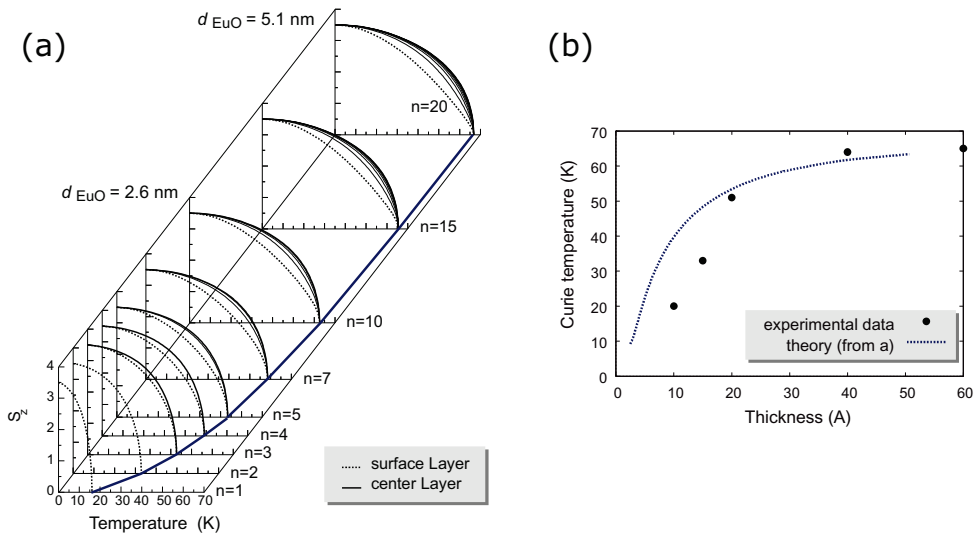 (a)
d EuO = 5.1 nm
n=20
d EuO = 2.6 nm
n=15
n=10
n=7
n=5
n=4
n=3
n=2
n=1
4
3
2
1
0
S z
0 10 20 30 40 50 60 70
Temperature (K)
surface Layer
center Layer
(b)
70
60
50
40
30
20
10
0
Curie temperature (K)
experimental data
theory (from a)
0 10 20 30 40 50 60
Thickness (A)